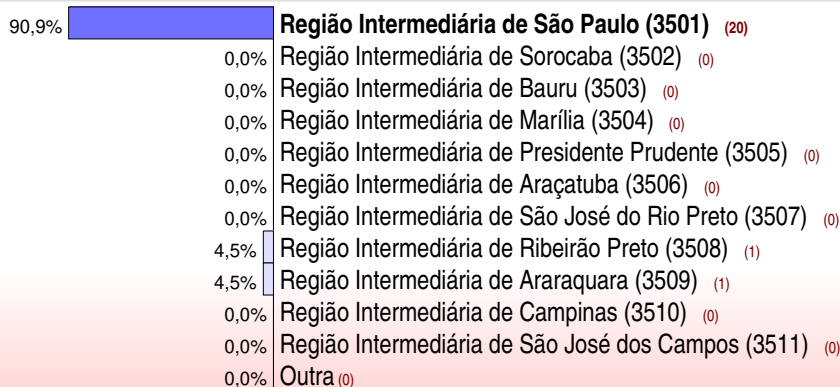 90,9% Região Intermediária de São Paulo (3501) (20)
0,0% Região Intermediária de Sorocaba (3502) (0)
0,0% Região Intermediária de Bauru (3503) (0)
0,0% Região Intermediária de Marília (3504) (0)
0,0% Região Intermediária de Presidente Prudente (3505) (0)
0,0% Região Intermediária de Araçatuba (3506) (0)
0,0% Região Intermediária de São José do Rio Preto (3507) (0)
4,5% Região Intermediária de Ribeirão Preto (3508) (1)
4,5% Região Intermediária de Araraquara (3509) (1)
0,0% Região Intermediária de Campinas (3510) (0)
0,0% Região Intermediária de São José dos Campos (3511) (0)
0,0% Outra (0)